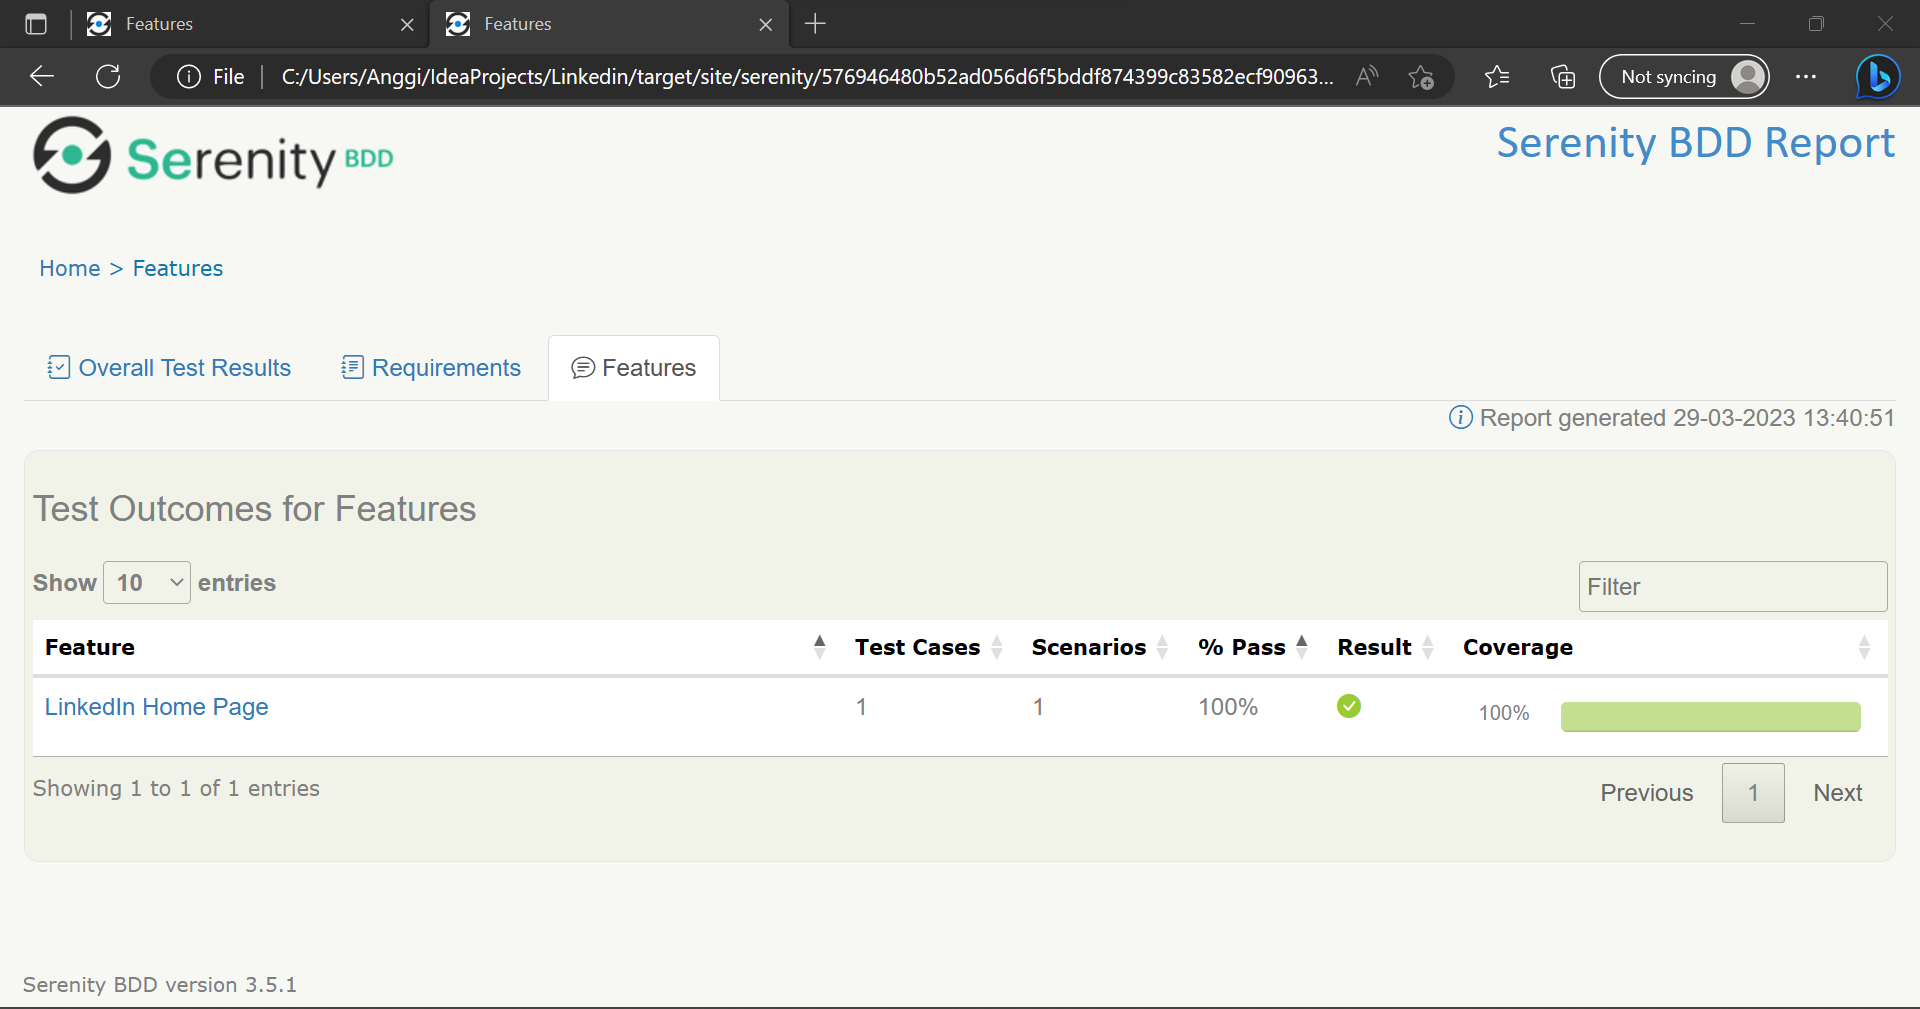 Features
Features
File
C:/Users/Anggi/IdeaProjects/Linkedin/target/site/serenity/576946480b52ad056d6f5bddf874399c83582ecf90963...
Not syncing
Serenity BDD
Serenity BDD Report
Home > Features
Overall Test Results
Requirements
Features
Report generated 29-03-2023 13:40:51
Test Outcomes for Features
Show 10 entries
Filter
Feature Test Cases Scenarios % Pass Result Coverage
LinkedIn Home Page 1 1 100% 100%
Showing 1 to 1 of 1 entries
Previous 1 Next
Serenity BDD version 3.5.1